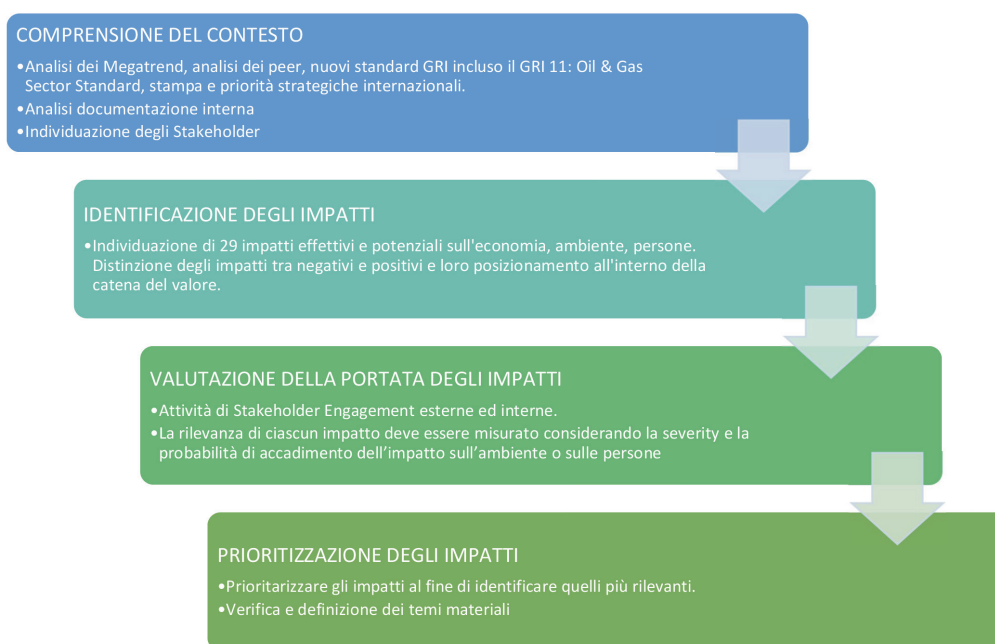 COMPRENSIONE DEL CONTESTO
•Analisi dei Megatrend, analisi dei peer, nuovi standard GRI incluso il GRI 11: Oil & Gas
Sector Standard, stampa e priorità strategiche internazionali.
•Analisi documentazione interna
•Individuazione degli Stakeholder
IDENTIFICAZIONE DEGLI IMPATTI
•Individuazione di 29 impatti effettivi e potenziali sull'economia, ambiente, persone.
Distinzione degli impatti tra negativi e positivi e loro posizionamento all'interno della
catena del valore.
VALUTAZIONE DELLA PORTATA DEGLI IMPATTI
•Attività di Stakeholder Engagement esterne ed interne.
•La rilevanza di ciascun impatto deve essere misurato considerando la severity e la
probabilità di accadimento dell’impatto sull’ambiente o sulle persone
PRIORITIZZAZIONE DEGLI IMPATTI
•Prioritarizzare gli impatti al fine di identificare quelli più rilevanti.
•Verifica e definizione dei temi materiali